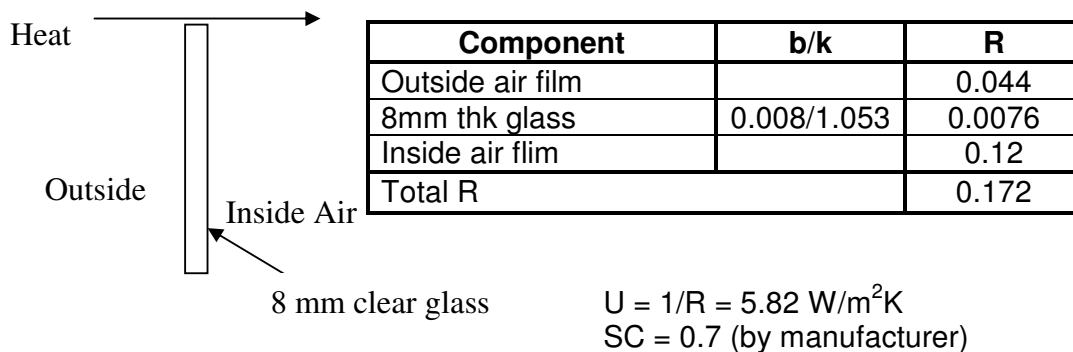 Heat
Component b/k R
Outside air film 0.044
8mm thk glass 0.008/1.053 0.0076
Inside air flim 0.12
Total R 0.172
Outside
Inside Air
8 mm clear glass
U = 1/R = 5.82 W/m²K
SC = 0.7 (by manufacturer)